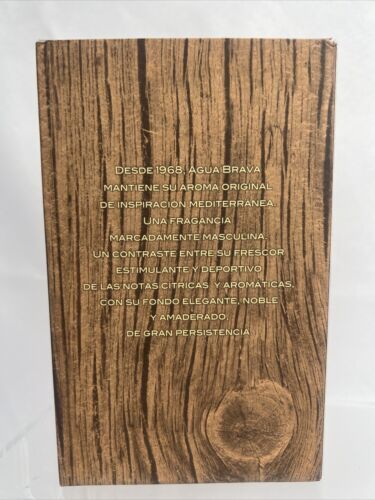 DESDE 1968, AGUA BRAVA
MANTIENE SU AROMA ORIGINAL
DE INSPIRACIÓN MEDITERRANEA.
UNA FRAGANCIA
MARCADAMENTE MASCULINA.
UN CONTRASTE ENTRE SU FRESCOR
ESTIMULANTE Y DEPORTIVO
DE LAS NOTAS CÍTRICAS Y AROMÁTICAS,
CON SU FONDO ELEGANTE, NOBLE
Y AMADERADO,
DE GRAN PERSISTENCIA